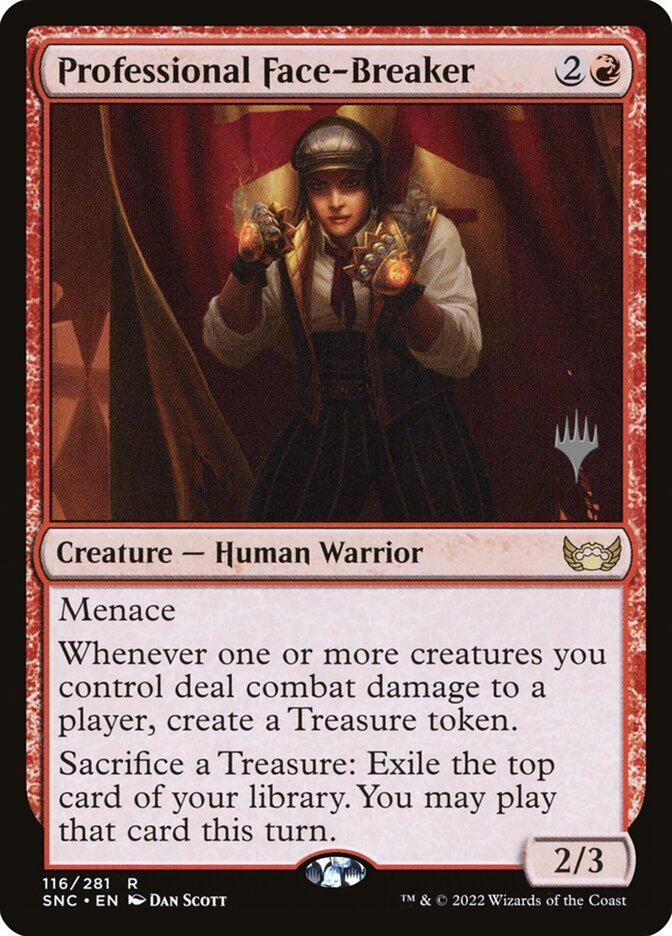 Professional Face-Breaker 2
Creature — Human Warrior
Menace
Whenever one or more creatures you
control deal combat damage to a
player, create a Treasure token.
Sacrifice a Treasure: Exile the top
card of your library. You may play
that card this turn.
2/3
116/281 R
SNC • EN Dan Scott
™ & © 2022 Wizards of the Coast